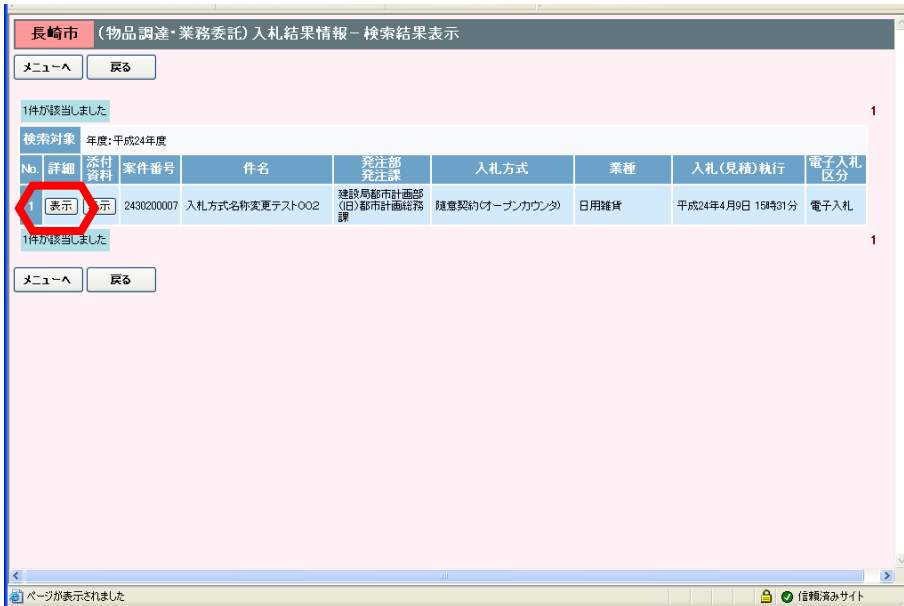 長崎市 (物品調達・業務委託)入札結果情報－検索結果表示
メニューへ 戻る
1件が該当しました 1
検索対象 年度:平成24年度
No. 詳細 添付資料 案件番号 件名 発注部 発注課 入札方式 業種 入札(見積)執行 電子入札区分
1 表示 表示 2430200007 入札方式名称変更テスト002 建設局都市計画部 (旧)都市計画総務課 随意契約(オープンカウンタ) 日用雑貨 平成24年4月9日 15時31分 電子入札
1件が該当しました 1
メニューへ 戻る
ページが表示されました 信頼済みサイト